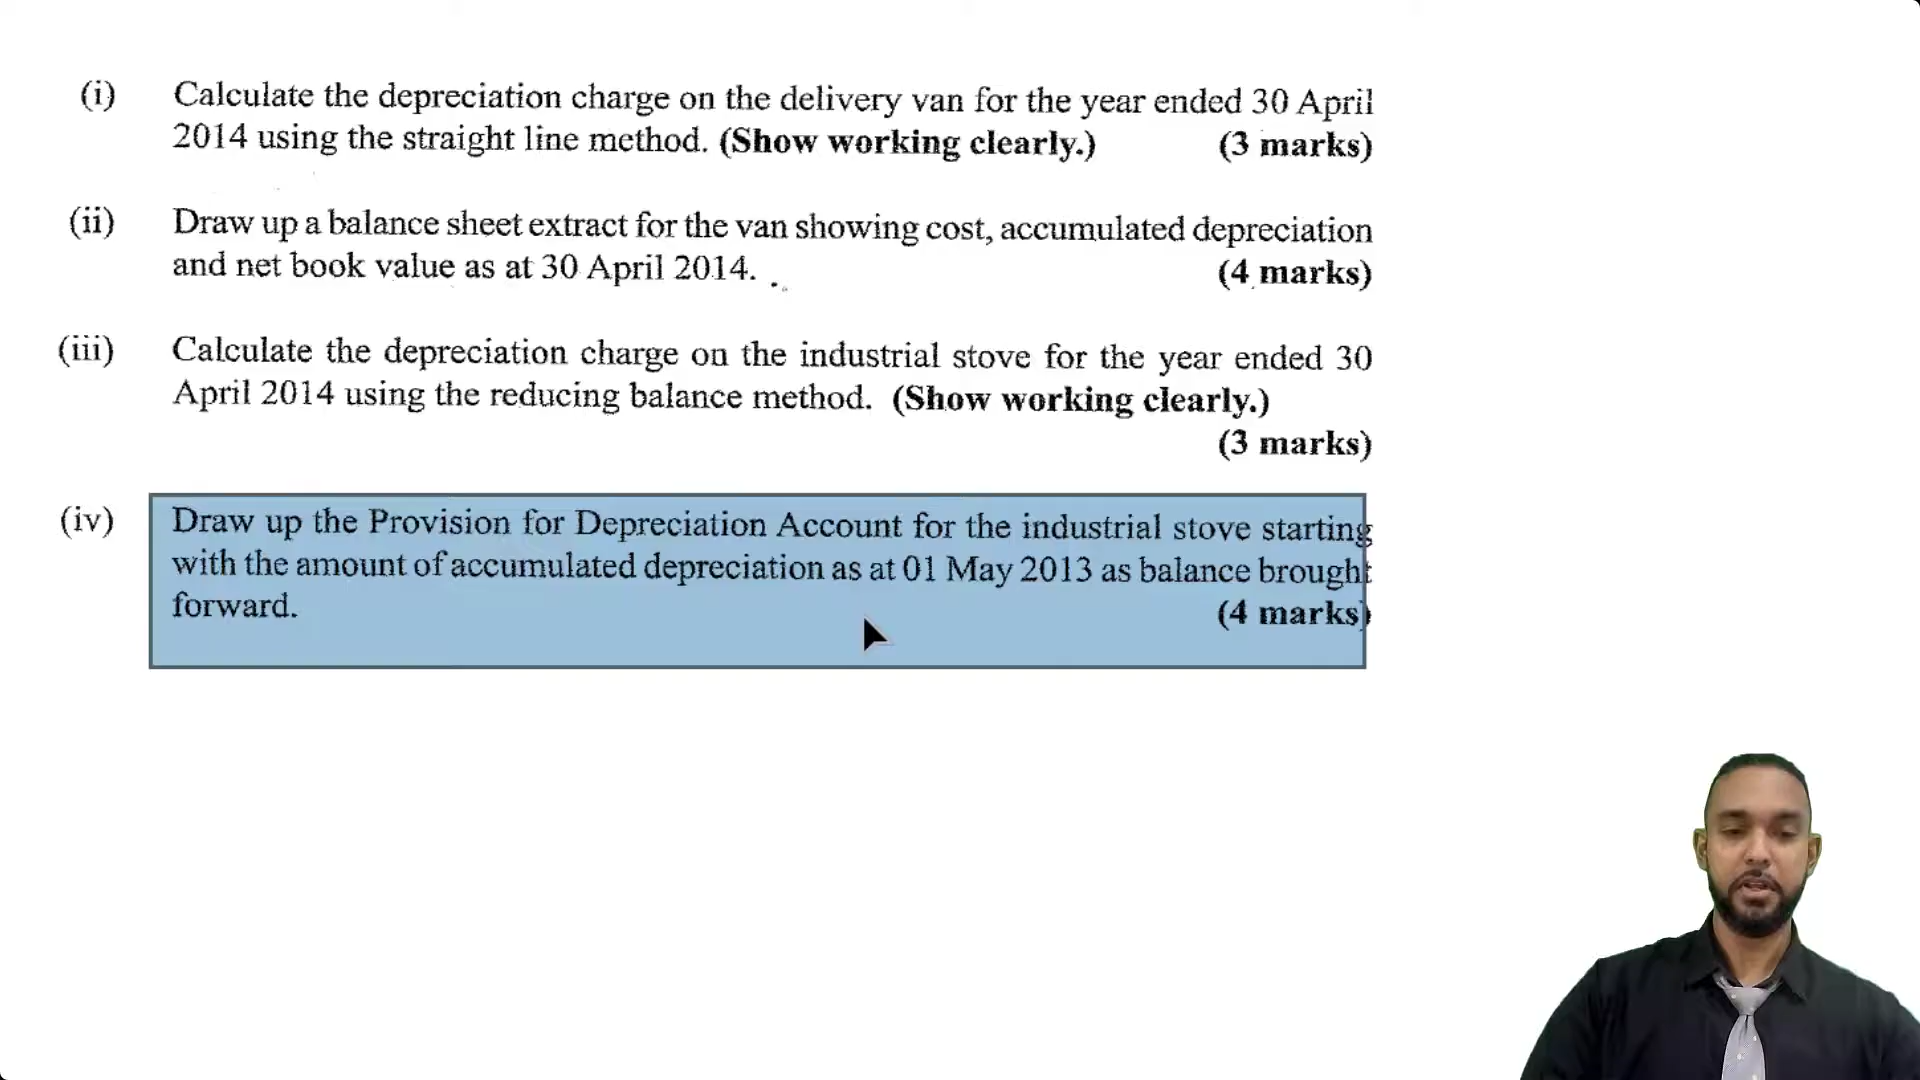 (i) Calculate the depreciation charge on the delivery van for the year ended 30 April
2014 using the straight line method. (Show working clearly.) (3 marks)
(ii) Draw up a balance sheet extract for the van showing cost, accumulated depreciation
and net book value as at 30 April 2014. (4 marks)
(iii) Calculate the depreciation charge on the industrial stove for the year ended 30
April 2014 using the reducing balance method. (Show working clearly.)
(3 marks)
(iv) Draw up the Provision for Depreciation Account for the industrial stove starting
with the amount of accumulated depreciation as at 01 May 2013 as balance brought
forward. (4 marks)